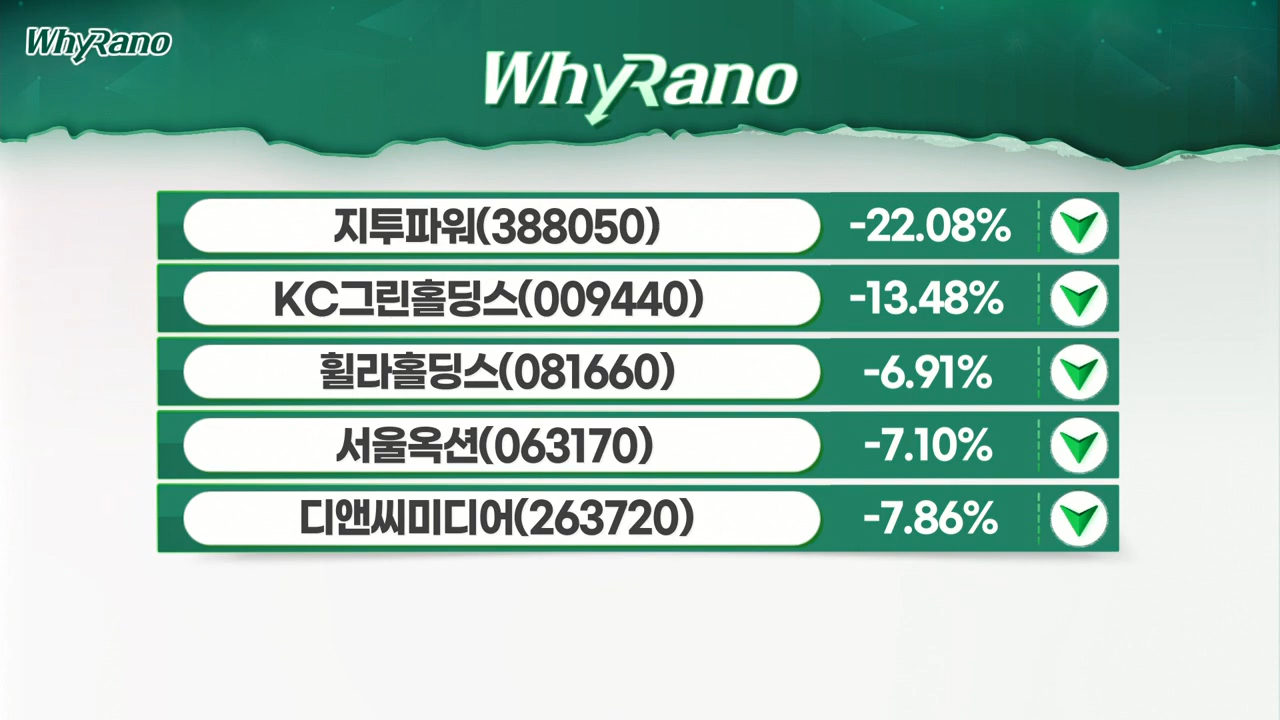 WhyRano
WhyRano
지투파워(388050) -22.08%
KC그린홀딩스(009440) -13.48%
휠라홀딩스(081660) -6.91%
서울옥션(063170) -7.10%
디앤씨미디어(263720) -7.86%